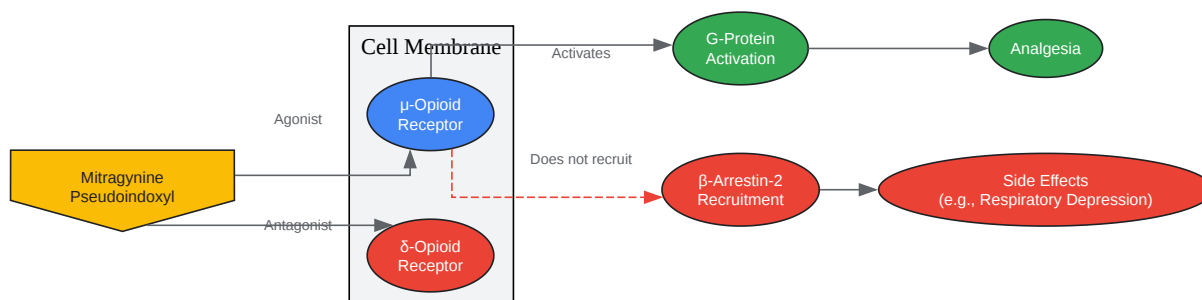 Cell Membrane
G-Protein
Activation
Analgesia
Activates
μ-Opioid
Receptor
Agonist
Does not recruit
Mitragynine
Pseudoindoxyl
β-Arrestin-2
Recruitment
Side Effects
(e.g., Respiratory Depression)
Antagonist
δ-Opioid
Receptor